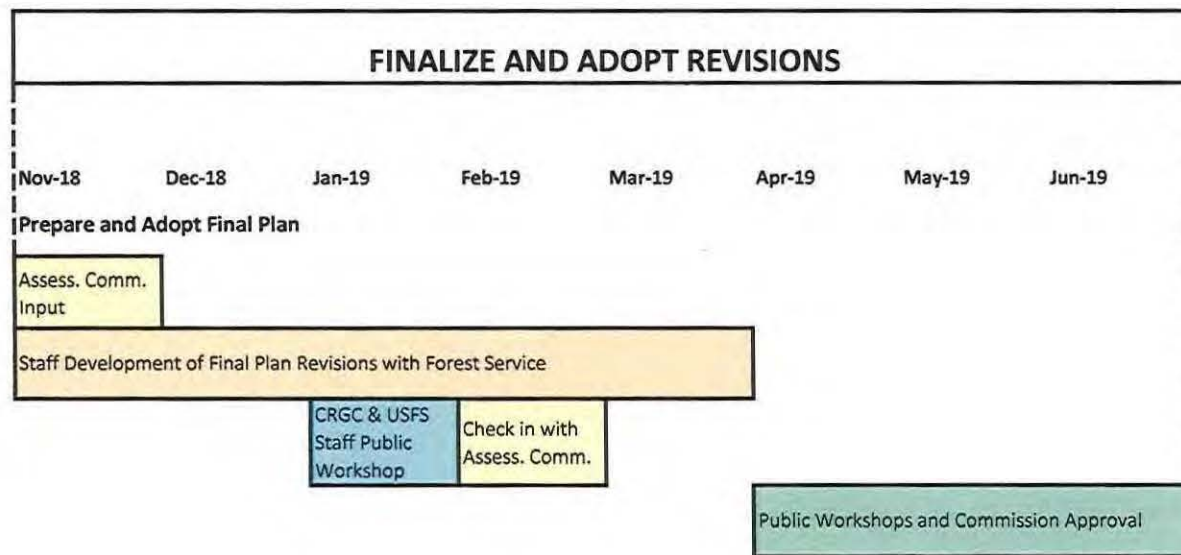 FINALIZE AND ADOPT REVISIONS
Nov-18 Dec-18 Jan-19 Feb-19 Mar-19 Apr-19 May-19 Jun-19
Prepare and Adopt Final Plan
Assess. Comm.
Input
Staff Development of Final Plan Revisions with Forest Service
CRGC & USFS
Staff Public
Workshop
Check in with
Assess. Comm.
Public Workshops and Commission Approval